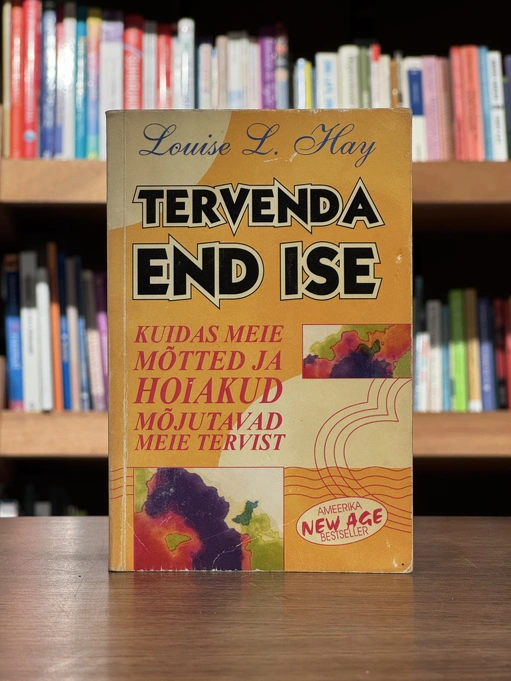 Louise L. Hay
TERVENDA
END ISE
KUIDAS MEIE
MÕTTED JA
HOIAKUD
MÕJUTAVAD
MEIE TERVIST
AMEERIKA
NEW AGE
BESTSELLER